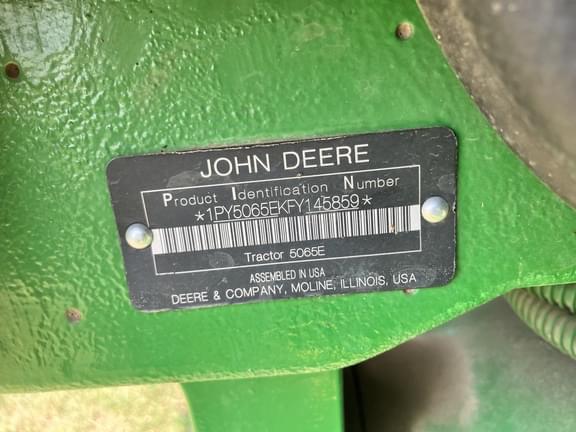 JOHN DEERE
Product Identification Number
*1PY5065EKFY145859*
Tractor 5065E
ASSEMBLED IN USA
DEERE & COMPANY, MOLINE, ILLINOIS, USA